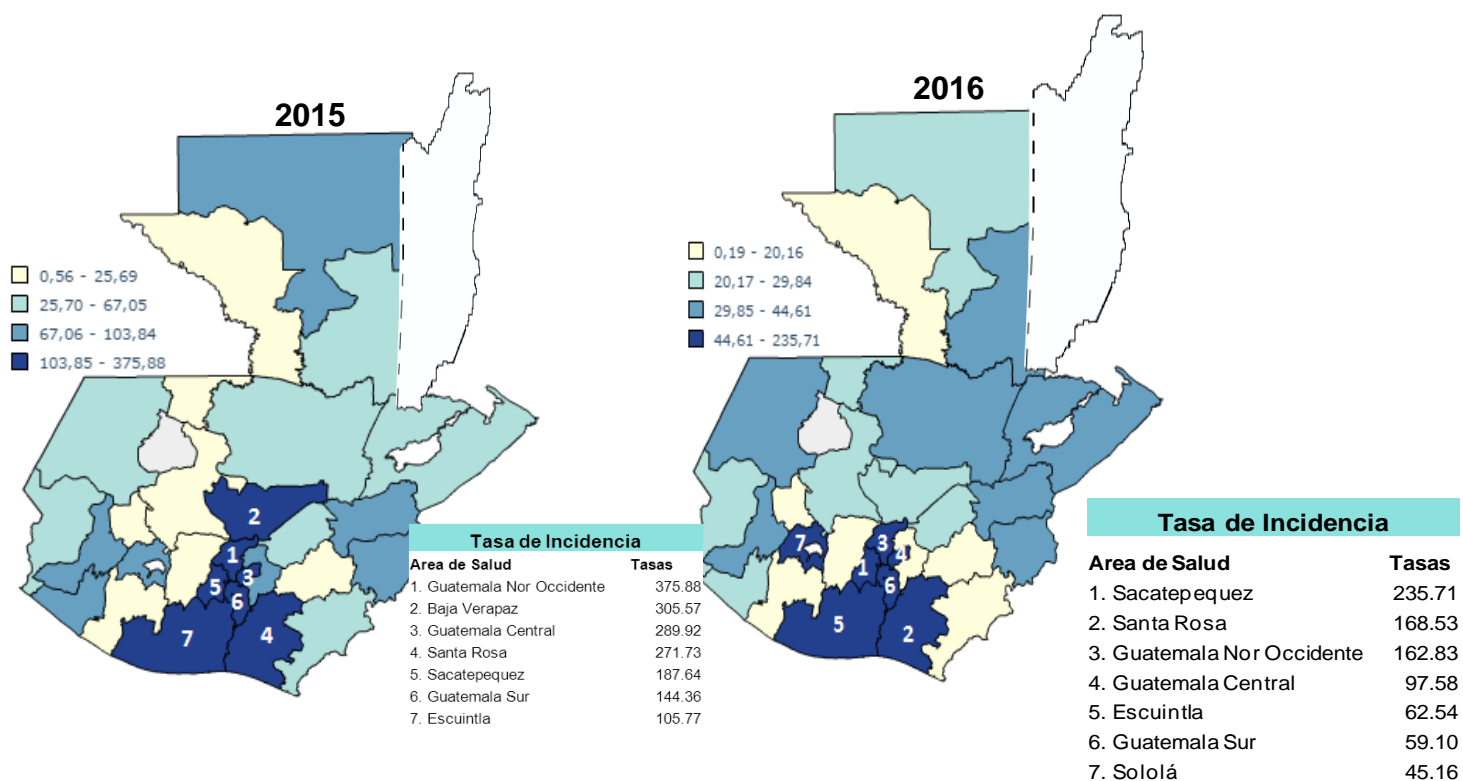 2015
0,56 - 25,69
25,70 - 67,05
67,06 - 103,84
103,85 - 375,88
2
1
3
5
6
7
4
Tasa de Incidencia
Area de Salud Tasas
1. Guatemala Nor Occidente 375.88
2. Baja Verapaz 305.57
3. Guatemala Central 289.92
4. Santa Rosa 271.73
5. Sacatepequez 187.64
6. Guatemala Sur 144.36
7. Escuintla 105.77
2016
0,19 - 20,16
20,17 - 29,84
29,85 - 44,61
44,61 - 235,71
7
3
4
1
6
5
2
Tasa de Incidencia
Area de Salud Tasas
1. Sacatepequez 235.71
2. Santa Rosa 168.53
3. Guatemala Nor Occidente 162.83
4. Guatemala Central 97.58
5. Escuintla 62.54
6. Guatemala Sur 59.10
7. Sololá 45.16